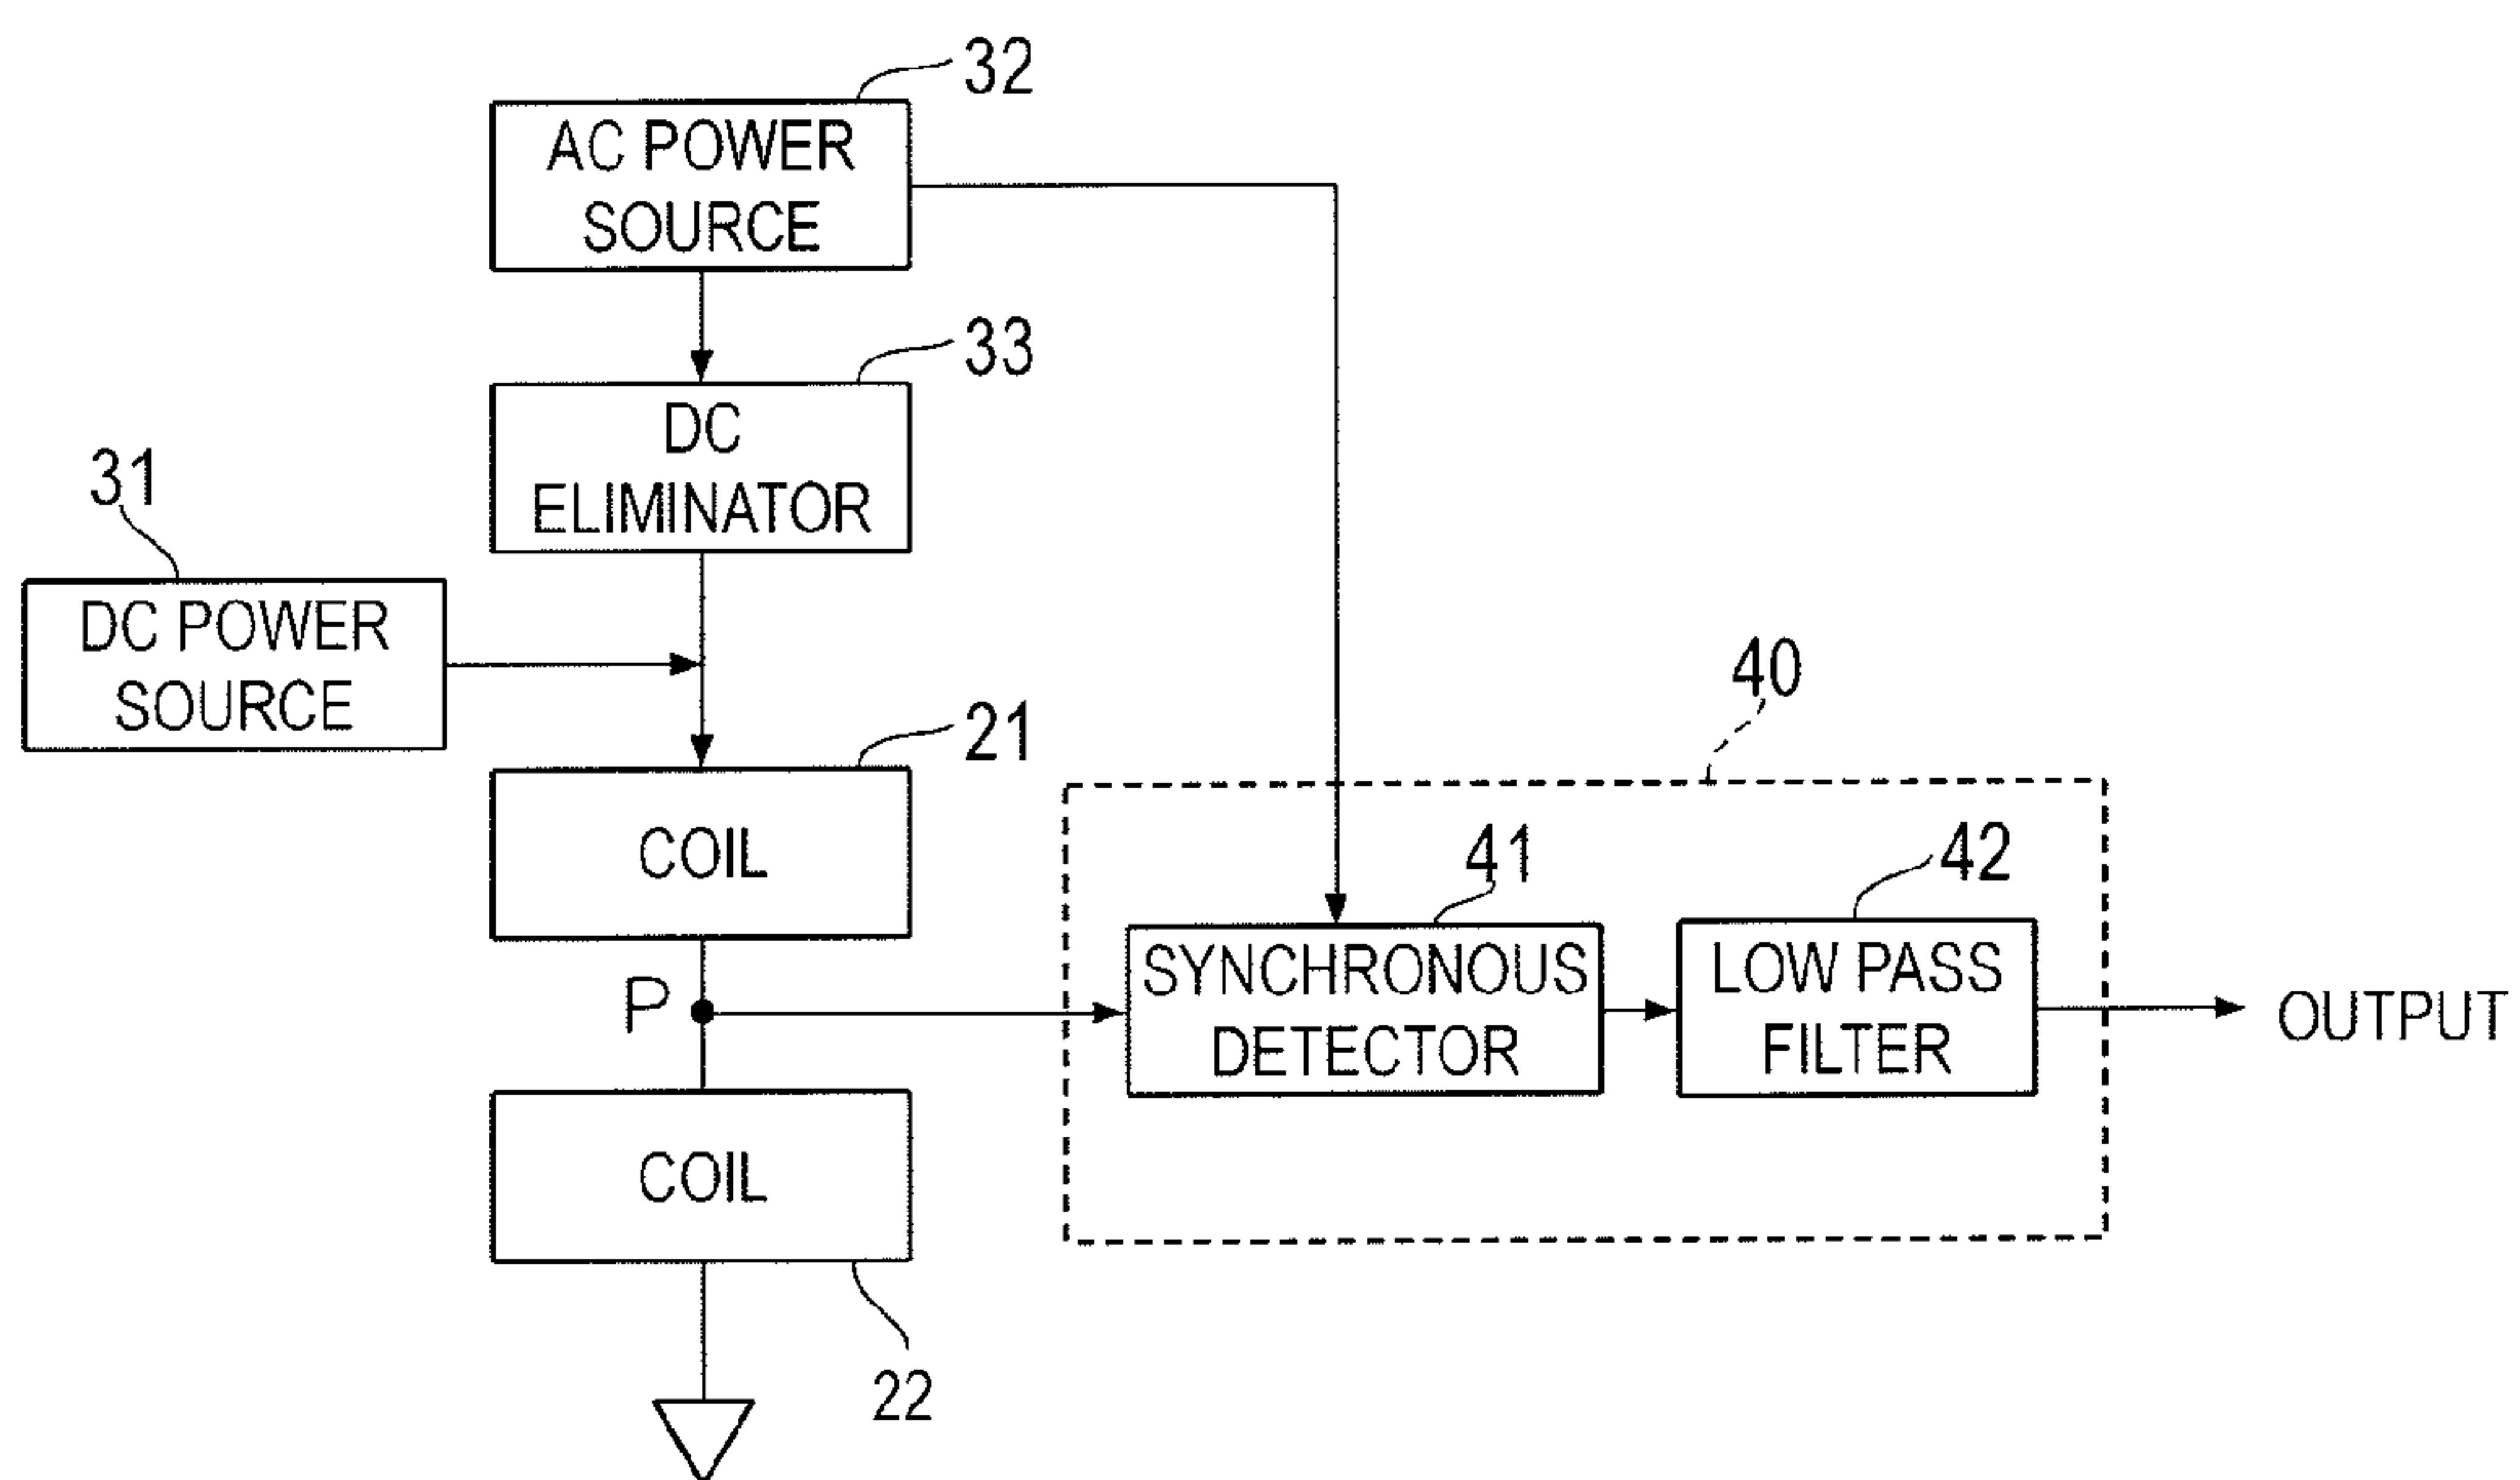 32
AC POWER
SOURCE
33
DC
ELIMINATOR
31
DC POWER
SOURCE
21
COIL
40
41
42
SYNCHRONOUS
DETECTOR
LOW PASS
FILTER
OUTPUT
P
COIL
22